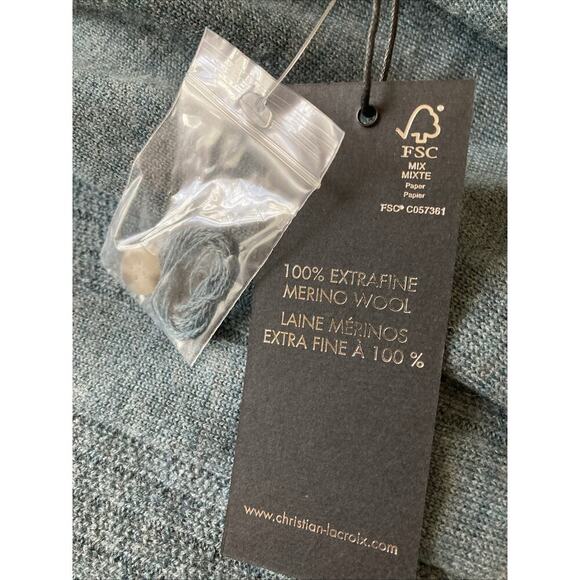 FSC
MIX
MIXTE
Paper
Papier
FSC® C057361
100% EXTRAFINE
MERINO WOOL
LAINE MÉRINOS
EXTRA FINE À 100 %
www.christian-lacroix.com